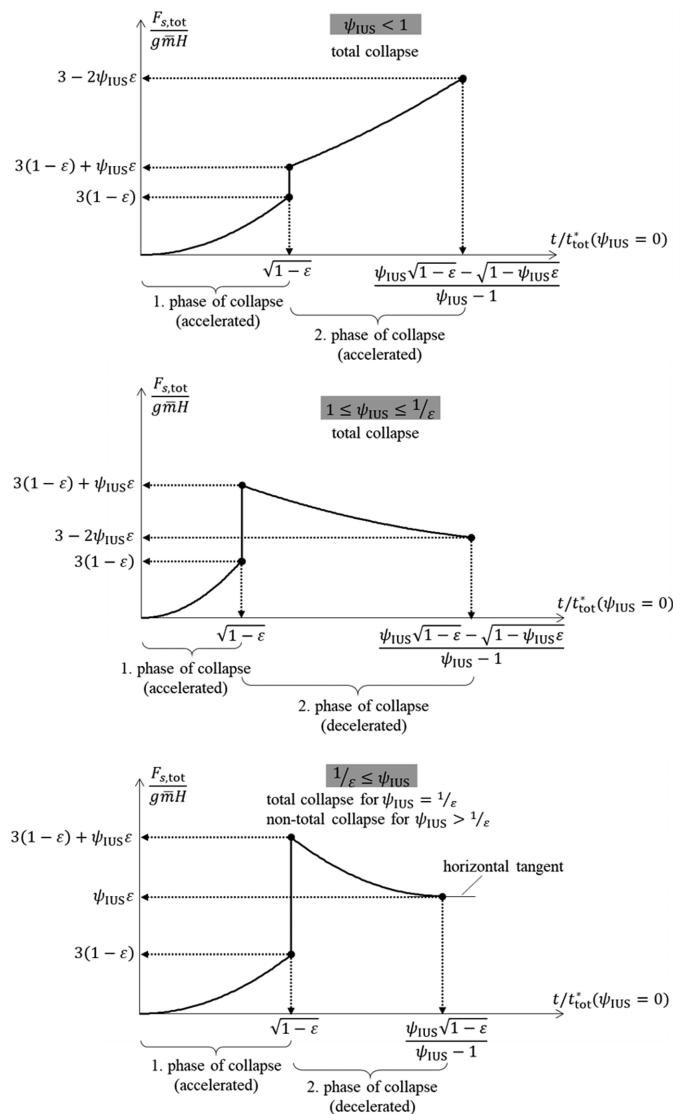 F_{s,tot}
g m̅ H
ψ_IUS < 1
total collapse
3 − 2ψ_IUS ε
3(1 − ε) + ψ_IUS ε
3(1 − ε)
t/t*_tot(ψ_IUS = 0)
√(1 − ε)
ψ_IUS√(1 − ε) − √(1 − ψ_IUS ε)
ψ_IUS − 1
1. phase of collapse
(accelerated)
2. phase of collapse
(accelerated)
F_{s,tot}
g m̅ H
1 ≤ ψ_IUS ≤ 1/ε
total collapse
3(1 − ε) + ψ_IUS ε
3 − 2ψ_IUS ε
3(1 − ε)
t/t*_tot(ψ_IUS = 0)
√(1 − ε)
ψ_IUS√(1 − ε) − √(1 − ψ_IUS ε)
ψ_IUS − 1
1. phase of collapse
(accelerated)
2. phase of collapse
(decelerated)
F_{s,tot}
g m̅ H
1/ε ≤ ψ_IUS
total collapse for ψ_IUS = 1/ε
non-total collapse for ψ_IUS > 1/ε
3(1 − ε) + ψ_IUS ε
horizontal tangent
ψ_IUS ε
3(1 − ε)
t/t*_tot(ψ_IUS = 0)
√(1 − ε)
ψ_IUS√(1 − ε)
ψ_IUS − 1
1. phase of collapse
(accelerated)
2. phase of collapse
(decelerated)